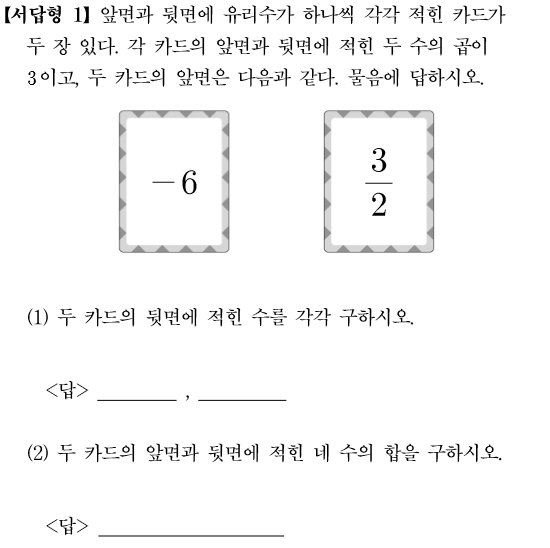 【서답형 1】 앞면과 뒷면에 유리수가 하나씩 각각 적힌 카드가
두 장 있다. 각 카드의 앞면과 뒷면에 적힌 두 수의 곱이
3이고, 두 카드의 앞면은 다음과 같다. 물음에 답하시오.
-6
3/2
(1) 두 카드의 뒷면에 적힌 수를 각각 구하시오.
<답> ________ , ________
(2) 두 카드의 앞면과 뒷면에 적힌 네 수의 합을 구하시오.
<답> ________________